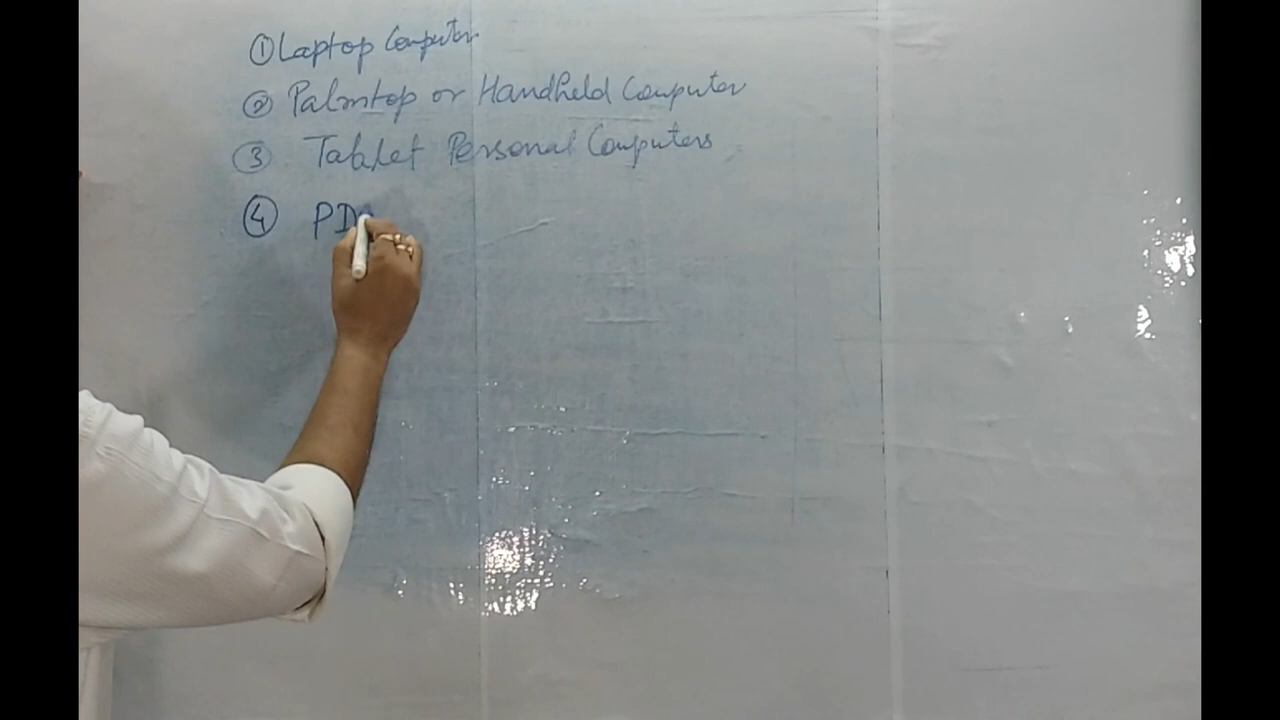 ① Laptop Computer
② Palmtop or Handheld Computer
③ Tablet Personal Computers
④ PD